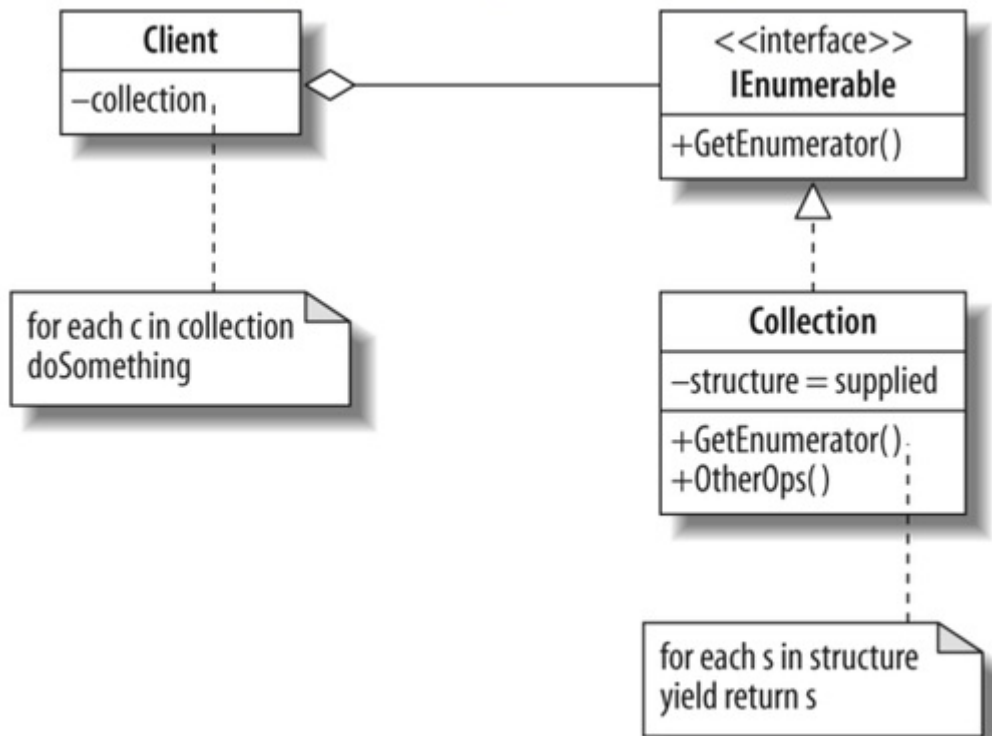 Client
–collection
<<interface>>
IEnumerable
+GetEnumerator( )
for each c in collection
doSomething
Collection
–structure = supplied
+GetEnumerator( )
+OtherOps( )
for each s in structure
yield return s